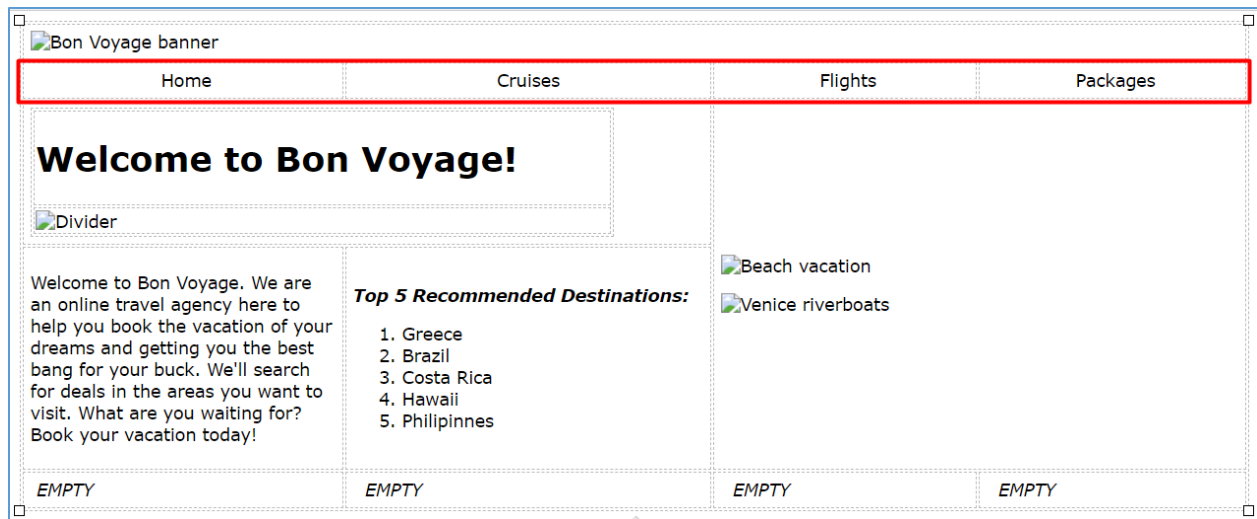 Bon Voyage banner
Home Cruises Flights Packages
Welcome to Bon Voyage!
Divider
Welcome to Bon Voyage. We are
an online travel agency here to
help you book the vacation of your
dreams and getting you the best
bang for your buck. We'll search
for deals in the areas you want to
visit. What are you waiting for?
Book your vacation today!
Top 5 Recommended Destinations:
1. Greece
2. Brazil
3. Costa Rica
4. Hawaii
5. Philipinnes
Beach vacation
Venice riverboats
EMPTY EMPTY EMPTY EMPTY